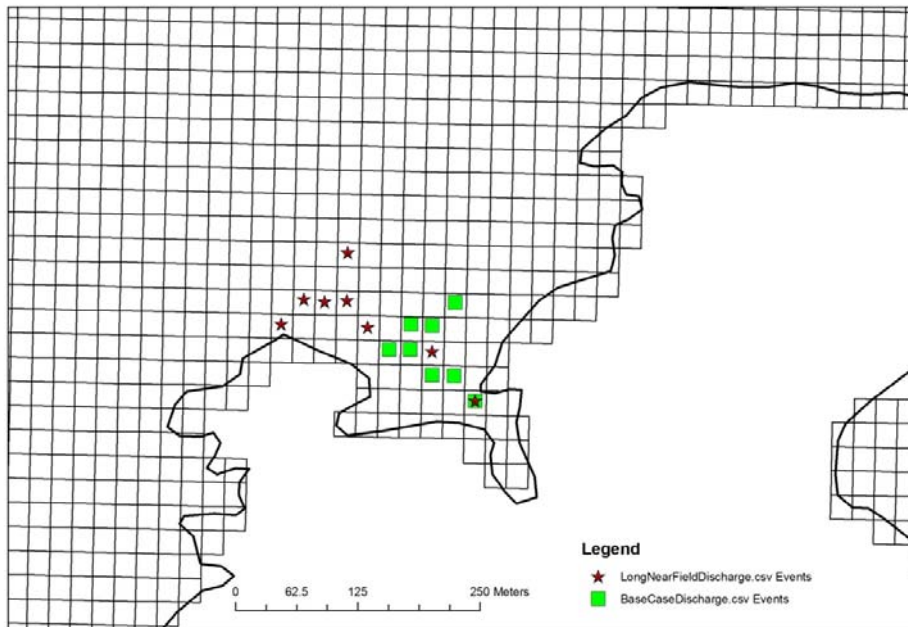 Legend
LongNearFieldDischarge.csv Events
BaseCaseDischarge.csv Events
0 62.5 125 250 Meters